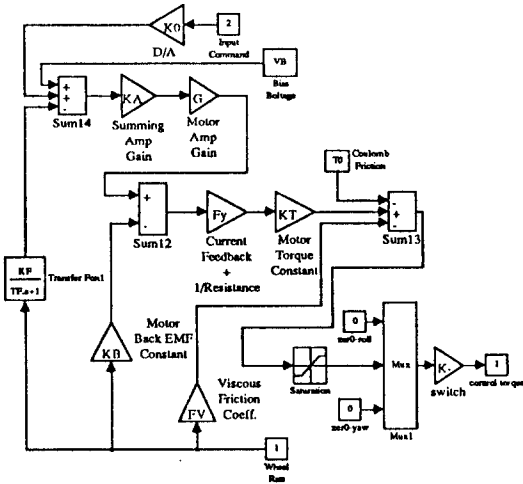 K0
2
D/A
Input
Command
VB
Bias
Boltage
+
+
-
Sum14
KA
G
Summing
Amp
Gain
Motor
Amp
Gain
T0
Coulomb
Friction
+
-
Sum12
Fy
KT
-
+
-
Sum13
Current
Feedback
+
1/Resistance
Motor
Torque
Constant
KF
TF.s+1
Transfer Fcn1
KB
Motor
Back EMF
Constant
0
zer0-roll
Saturation
Mux
K-
switch
1
control torque
FV
Viscous
Friction
Coeff.
0
zer0-yaw
Mux1
1
Wheel
Rate